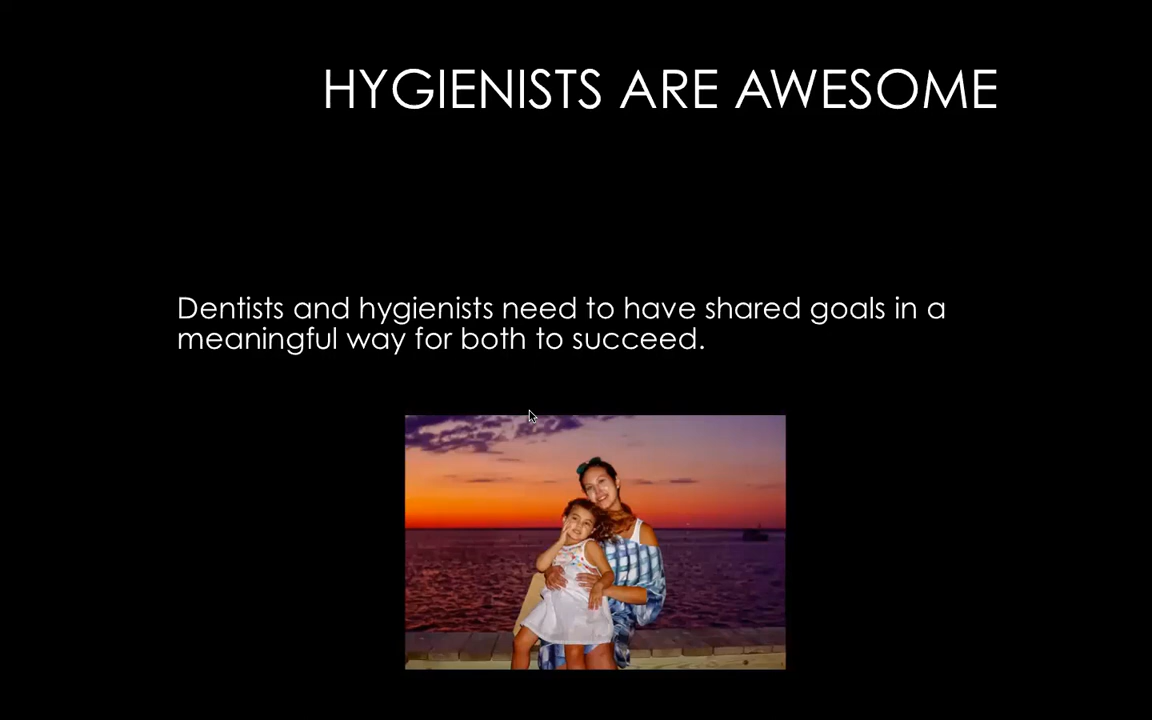 HYGIENISTS ARE AWESOME
Dentists and hygienists need to have shared goals in a
meaningful way for both to succeed.